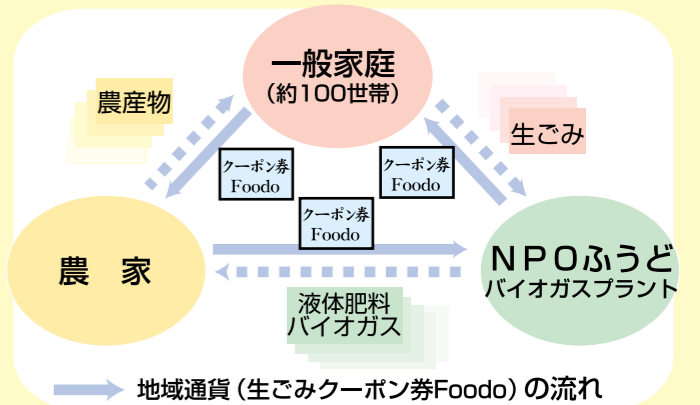 一般家庭
（約100世帯）
農産物
生ごみ
クーポン券
Foodo
クーポン券
Foodo
クーポン券
Foodo
農　家
ＮＰＯふうど
バイオガスプラント
液体肥料
バイオガス
地域通貨（生ごみクーポン券Foodo）の流れ